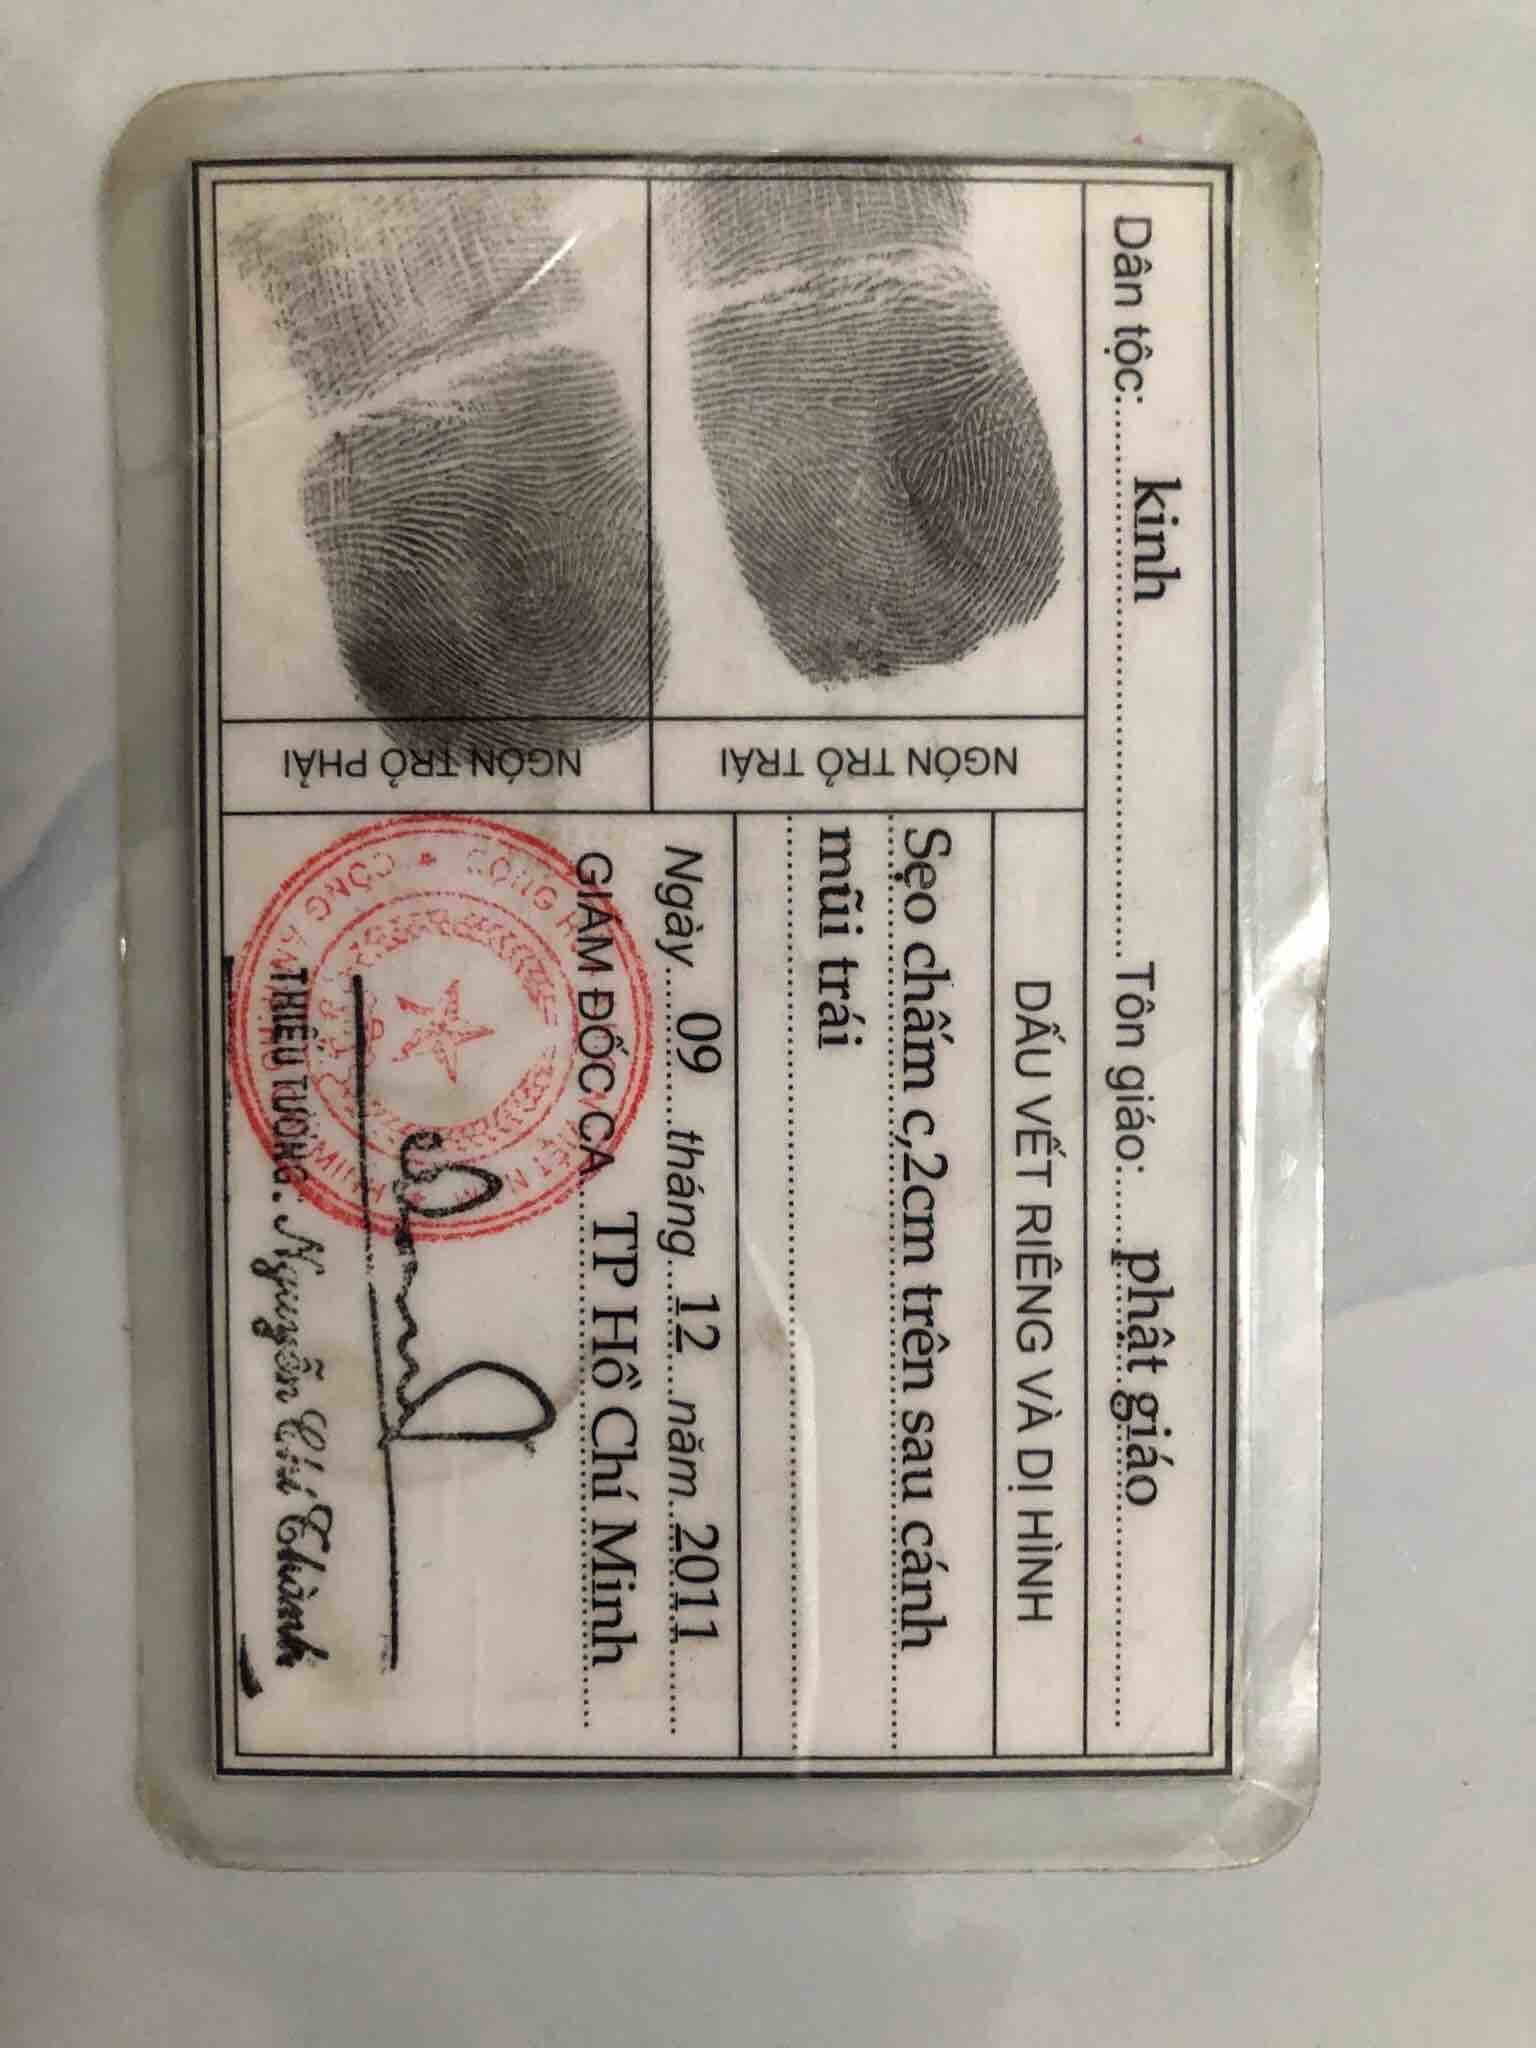 Dân tộc: kinh Tôn giáo: phât giáo
NGÓN TRỎ TRÁI
DẤU VẾT RIÊNG VÀ DỊ HÌNH
Sẹo chấm c,2cm trên sau cánh
mũi trái
NGÓN TRỎ PHẢI
Ngày 09 tháng 12 năm 2011
GIÁM ĐỐC CA TP Hồ Chí Minh
THIẾU TƯỚNG: Nguyễn Chí Thành